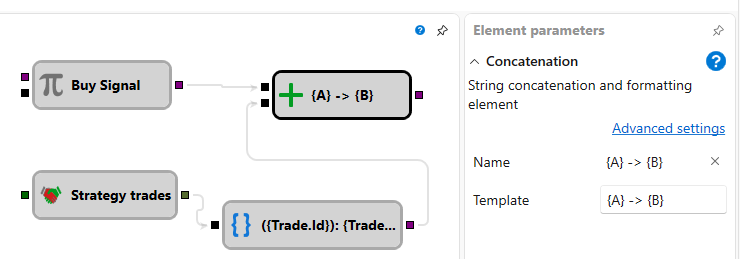 Buy Signal
{A} -> {B}
Strategy trades
({Trade.Id}): {Trade...
Element parameters
Concatenation
?
String concatenation and formatting
element
Advanced settings
Name
{A} -> {B}
Template
{A} -> {B}